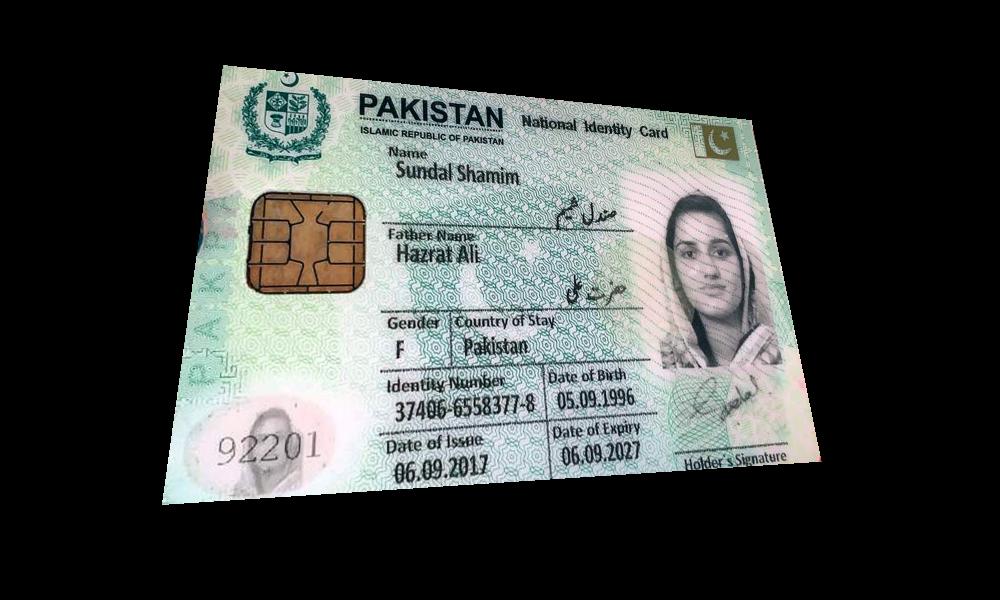 PAKISTAN National Identity Card
ISLAMIC REPUBLIC OF PAKISTAN
Name
Sundal Shamim
صندل شمیم
Father Name
Hazrat Ali
حضرت علی
Gender Country of Stay
F Pakistan
Identity Number Date of Birth
37406-6558377-8 05.09.1996
Date of Issue Date of Expiry
06.09.2017 06.09.2027
Holder's Signature
92201
PAKISTAN